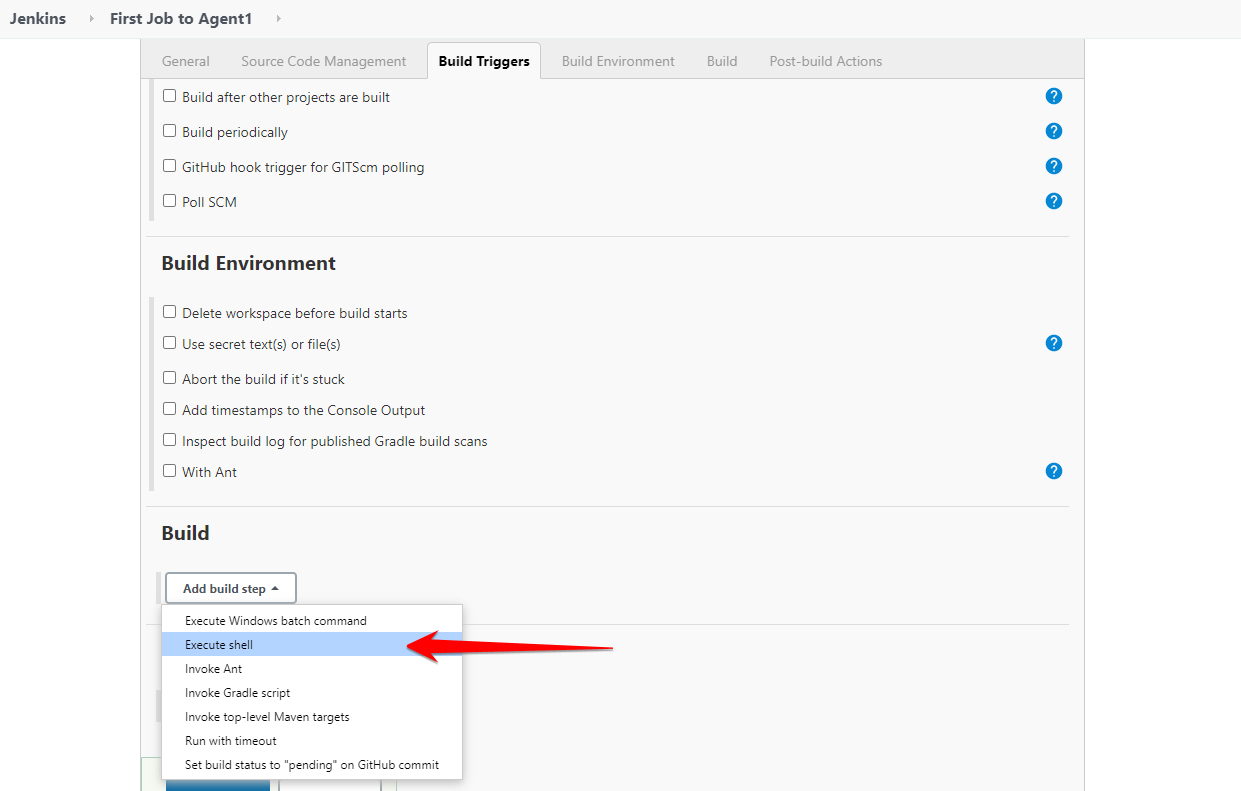 Jenkins First Job to Agent1
General Source Code Management Build Triggers Build Environment Build Post-build Actions
Build after other projects are built ?
Build periodically ?
GitHub hook trigger for GITScm polling ?
Poll SCM ?
Build Environment
Delete workspace before build starts
Use secret text(s) or file(s) ?
Abort the build if it's stuck
Add timestamps to the Console Output
Inspect build log for published Gradle build scans
With Ant ?
Build
Add build step
Execute Windows batch command
Execute shell
Invoke Ant
Invoke Gradle script
Invoke top-level Maven targets
Run with timeout
Set build status to "pending" on GitHub commit